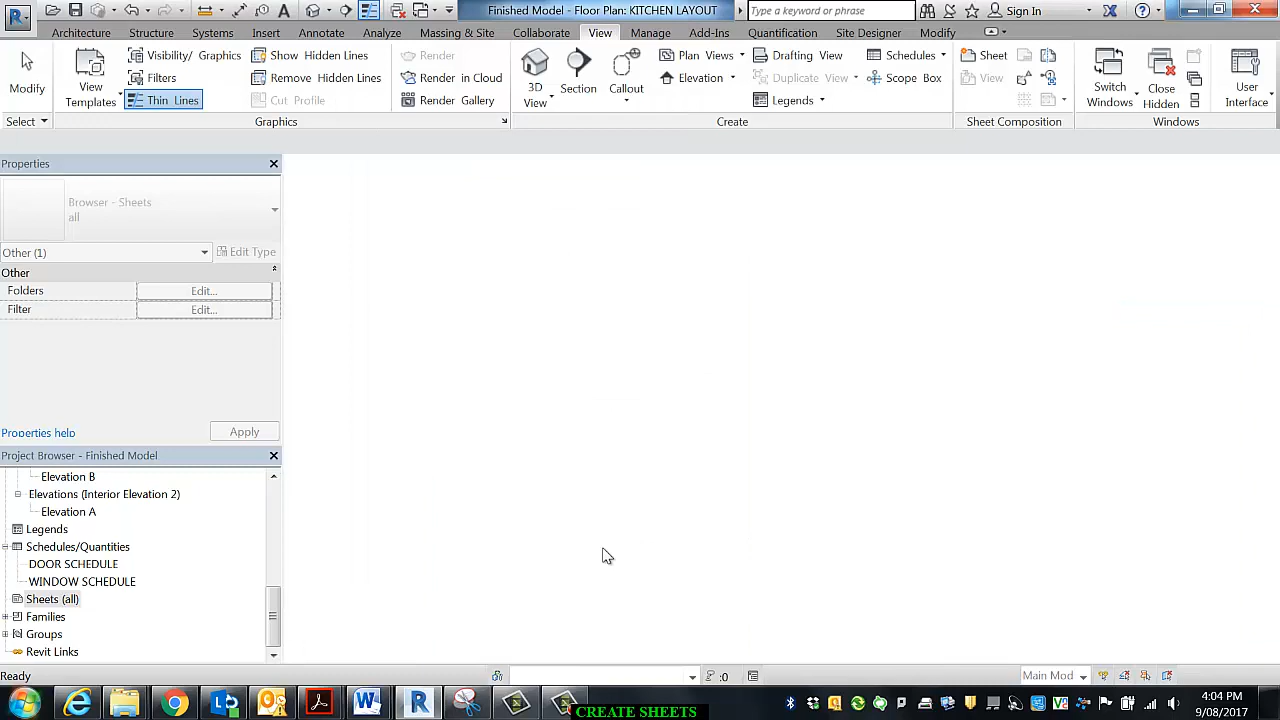 Finished Model - Floor Plan: KITCHEN LAYOUT
Type a keyword or phrase
Sign In
Architecture Structure Systems Insert Annotate Analyze Massing & Site Collaborate View Manage Add-Ins Quantification Site Designer Modify
Modify
View Templates
Visibility/ Graphics
Filters
Thin Lines
Show Hidden Lines
Remove Hidden Lines
Cut Profile
Render
Render in Cloud
Render Gallery
3D View
Section
Callout
Plan Views
Elevation
Drafting View
Duplicate View
Legends
Schedules
Scope Box
Sheet
View
Switch Windows
Close Hidden
User Interface
Select
Graphics
Create
Sheet Composition
Windows
Properties
Browser - Sheets
all
Other (1)
Edit Type
Other
Folders Edit...
Filter Edit...
Properties help
Apply
Project Browser - Finished Model
Elevation B
Elevations (Interior Elevation 2)
Elevation A
Legends
Schedules/Quantities
DOOR SCHEDULE
WINDOW SCHEDULE
Sheets (all)
Families
Groups
Revit Links
Ready
:0
Main Mod
4:04 PM
9/08/2017
CREATE SHEETS